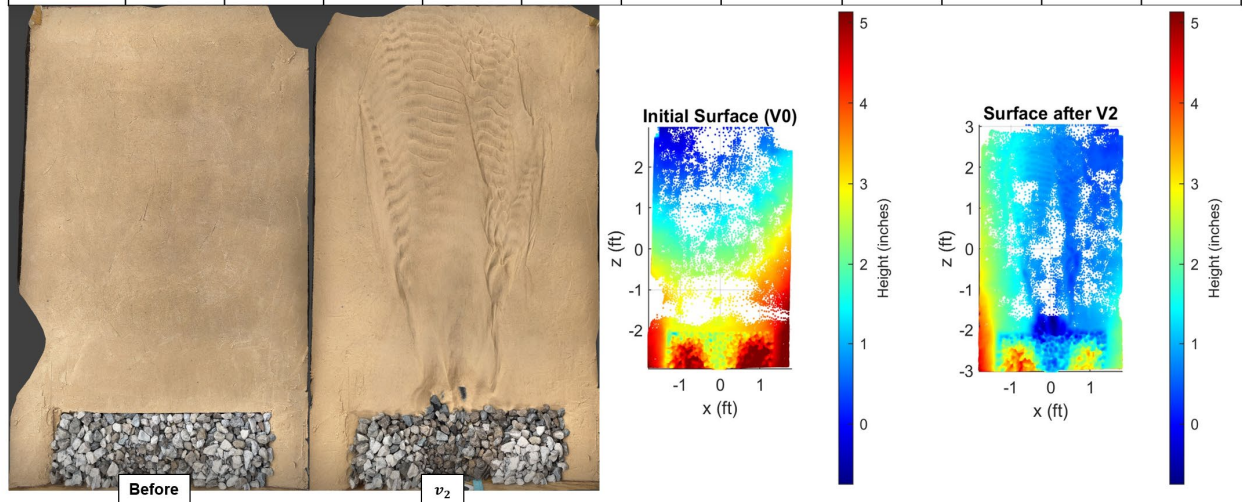 Before
v₂
Initial Surface (V0)
2
1
0
-1
-2
z (ft)
-1 0 1
x (ft)
5
4
3
2
1
0
Height (inches)
Surface after V2
3
2
1
0
-1
-2
-3
z (ft)
-1 0 1
x (ft)
5
4
3
2
1
0
Height (inches)